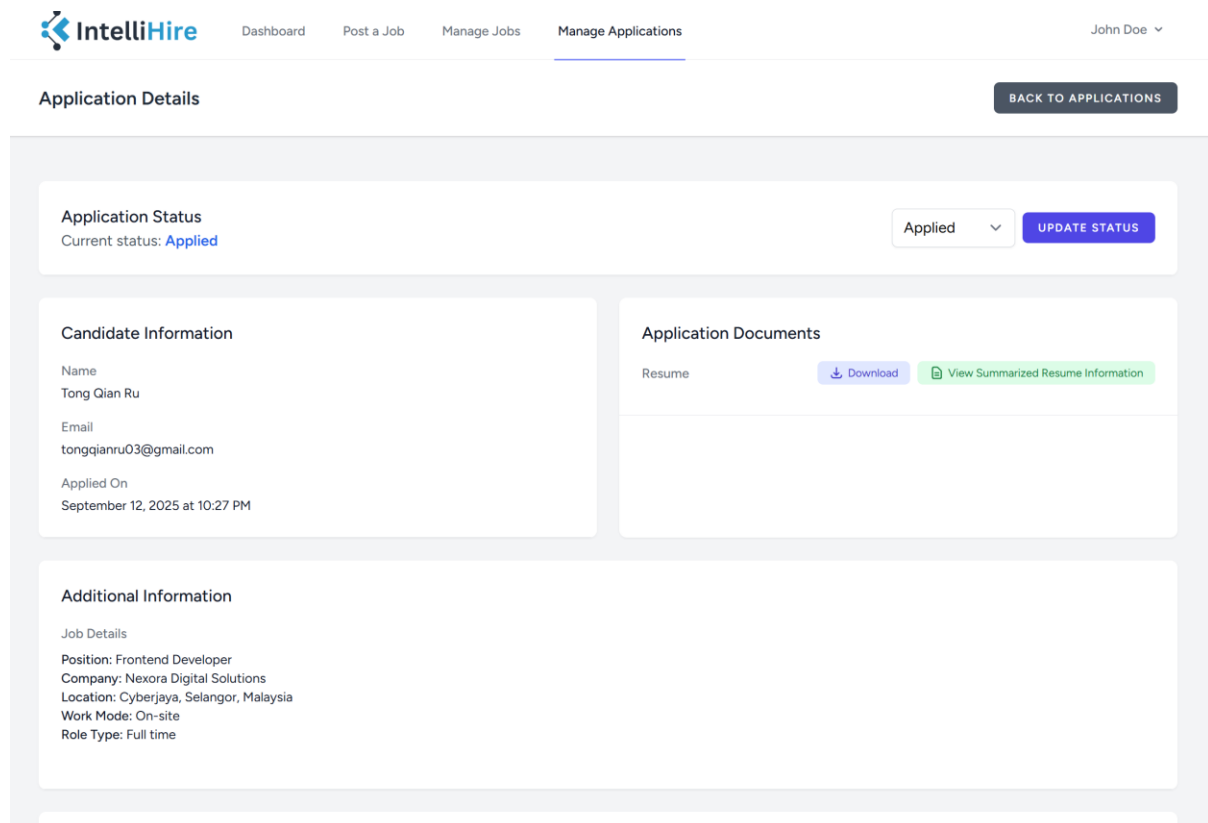 IntelliHire Dashboard Post a Job Manage Jobs Manage Applications John Doe
Application Details BACK TO APPLICATIONS
Application Status
Current status: Applied
Applied UPDATE STATUS
Candidate Information
Name
Tong Qian Ru
Email
tongqianru03@gmail.com
Applied On
September 12, 2025 at 10:27 PM
Application Documents
Resume Download View Summarized Resume Information
Additional Information
Job Details
Position: Frontend Developer
Company: Nexora Digital Solutions
Location: Cyberjaya, Selangor, Malaysia
Work Mode: On-site
Role Type: Full time